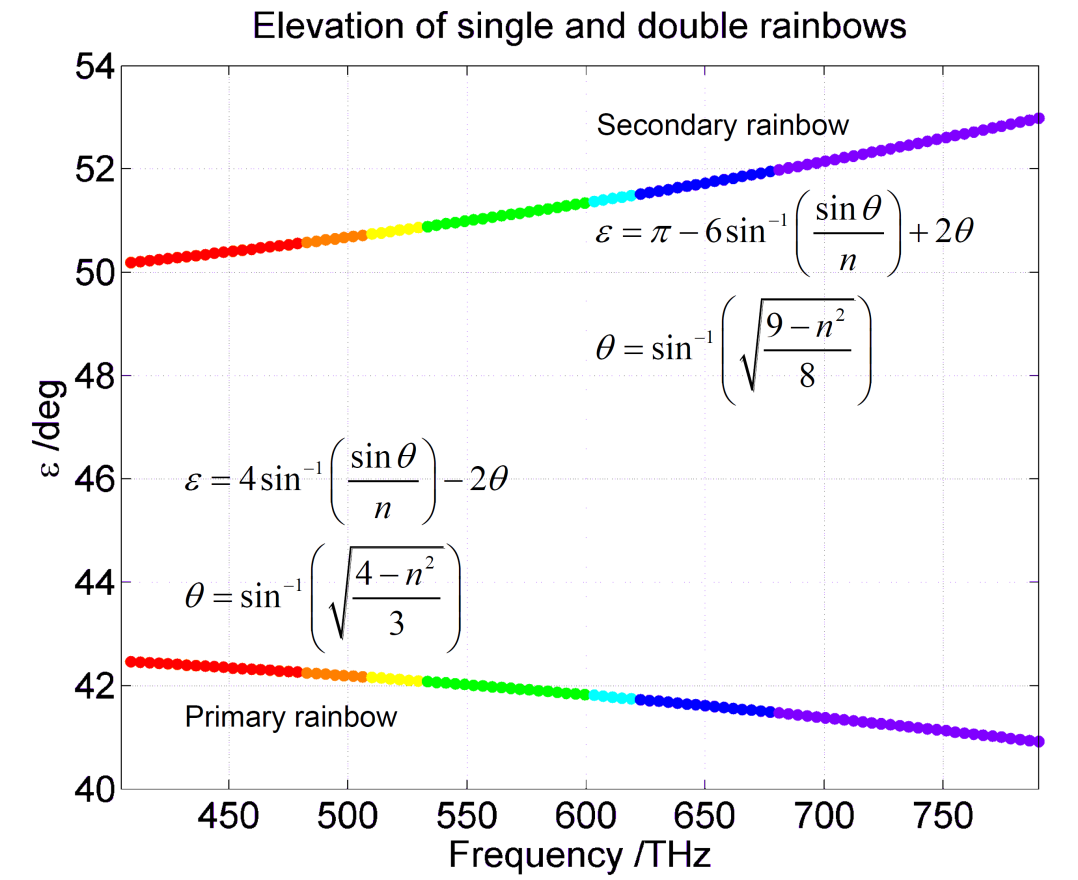 Elevation of single and double rainbows
54
52
50
48
46
44
42
40
ε /deg
Secondary rainbow
ε = π − 6 sin⁻¹ (sin θ / n) + 2θ
θ = sin⁻¹ (√((9 − n²) / 8))
ε = 4 sin⁻¹ (sin θ / n) − 2θ
θ = sin⁻¹ (√((4 − n²) / 3))
Primary rainbow
450 500 550 600 650 700 750
Frequency /THz